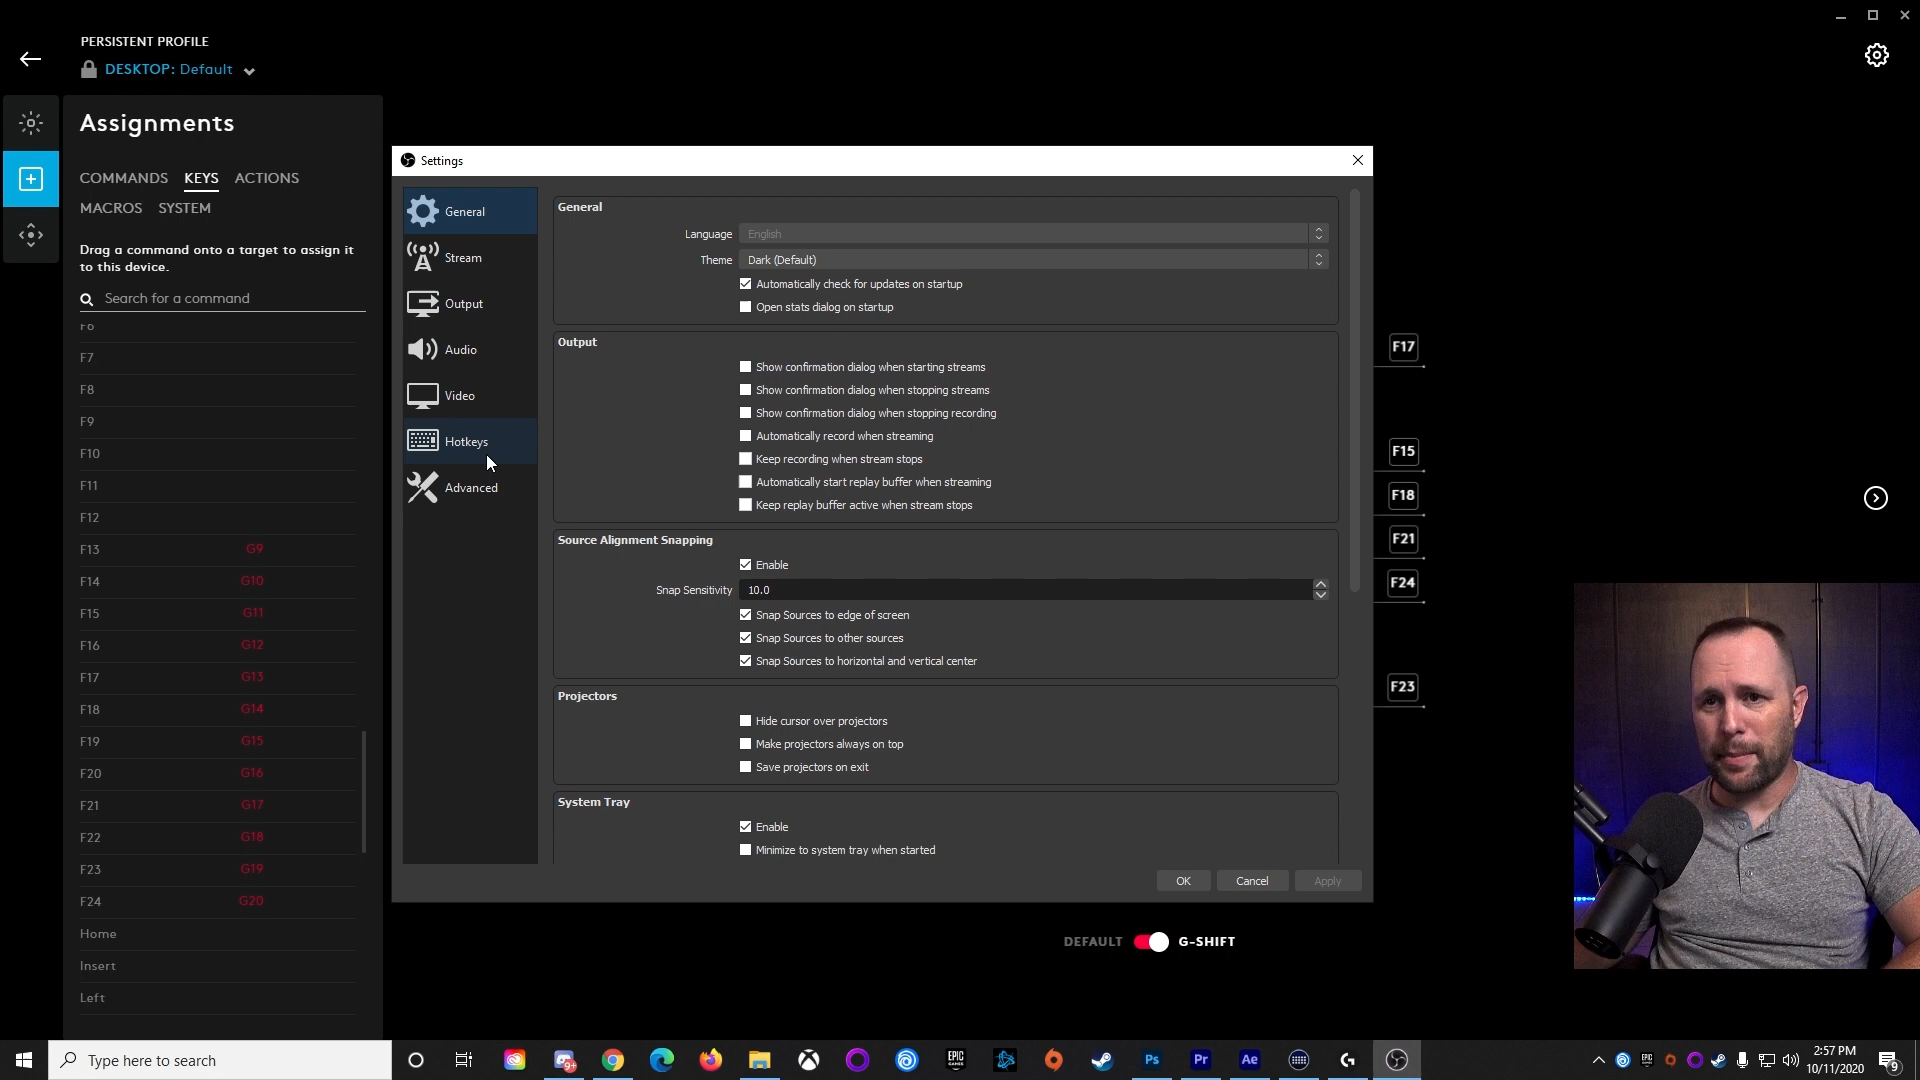 PERSISTENT PROFILE
DESKTOP: Default
Assignments
COMMANDS KEYS ACTIONS
MACROS SYSTEM
Drag a command onto a target to assign it
to this device.
Search for a command
F6
F7
F8
F9
F10
F11
F12
F13 G9
F14 G10
F15 G11
F16 G12
F17 G13
F18 G14
F19 G15
F20 G16
F21 G17
F22 G18
F23 G19
F24 G20
Home
Insert
Left
Settings
General
Stream
Output
Audio
Video
Hotkeys
Advanced
General
Language English
Theme Dark (Default)
Automatically check for updates on startup
Open stats dialog on startup
Output
Show confirmation dialog when starting streams
Show confirmation dialog when stopping streams
Show confirmation dialog when stopping recording
Automatically record when streaming
Keep recording when stream stops
Automatically start replay buffer when streaming
Keep replay buffer active when stream stops
Source Alignment Snapping
Enable
Snap Sensitivity 10.0
Snap Sources to edge of screen
Snap Sources to other sources
Snap Sources to horizontal and vertical center
Projectors
Hide cursor over projectors
Make projectors always on top
Save projectors on exit
System Tray
Enable
Minimize to system tray when started
OK Cancel Apply
F17
F15
F18
F21
F24
F23
DEFAULT G-SHIFT
Type here to search
9+
EPIC GAMES
Ps
Pr
Ae
2:57 PM
10/11/2020
9